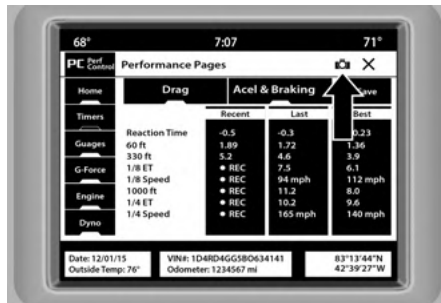 68° 7:07 71°
PC Perf Control Performance Pages
Home Drag Acel & Braking
Timers Recent Last Best
Reaction Time -0.5 -0.3 0.23
60 ft 1.89 1.72 1.36
Guages 330 ft 5.2 4.6 3.9
1/8 ET REC 7.5 6.1
G-Force 1/8 Speed REC 94 mph 112 mph
1000 ft REC 11.2 8.0
Engine 1/4 ET REC 10.2 9.6
1/4 Speed REC 165 mph 140 mph
Dyno
Date: 12/01/15 VIN#: 1D4RD4GG5B0634141 83°13'44"N
Outside Temp: 76° Odometer: 1234567 mi 42°39'27"W